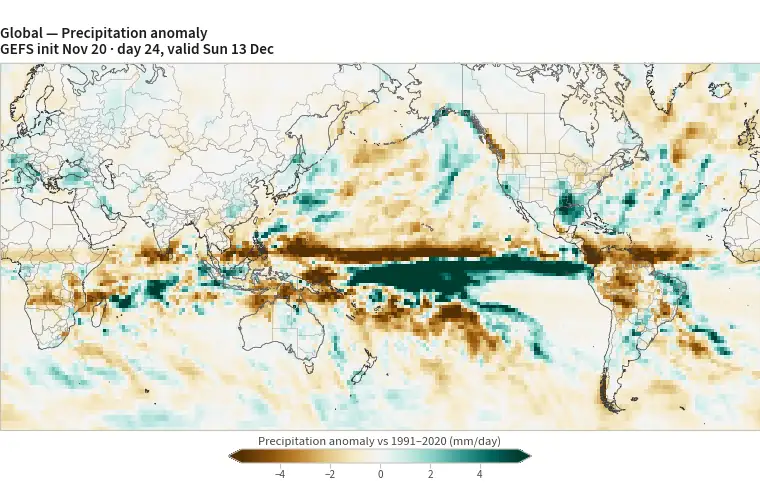 Global — Precipitation anomaly
GEFS init Nov 20 · day 24, valid Sun 13 Dec
Precipitation anomaly vs 1991–2020 (mm/day)
−4 −2 0 2 4